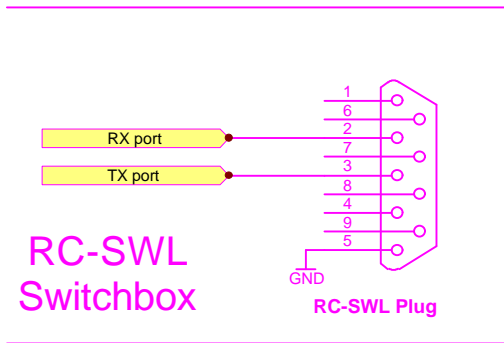 1
6
RX port
2
7
TX port
3
8
4
9
5
RC-SWL
Switchbox
GND
RC-SWL Plug